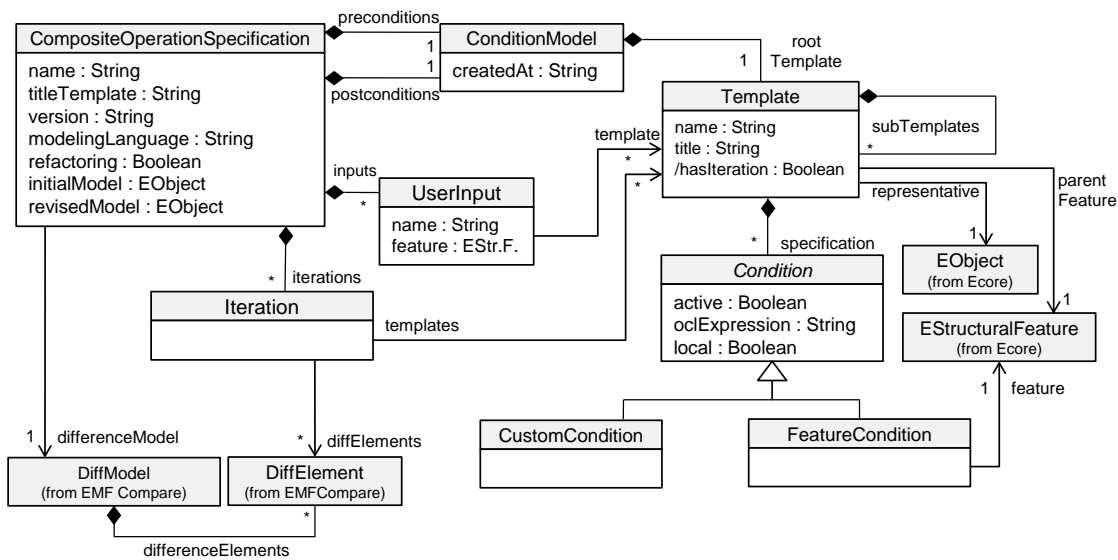 preconditions
CompositeOperationSpecification
name : String
titleTemplate : String
version : String
modelingLanguage : String
refactoring : Boolean
initialModel : EObject
revisedModel : EObject
1
1
postconditions
ConditionModel
createdAt : String
root
Template
1
Template
name : String
title : String
/hasIteration : Boolean
subTemplates
*
template
*
*
inputs
*
UserInput
name : String
feature : EStr.F.
representative
1
parent
Feature
1
EObject
(from Ecore)
* specification
Condition
active : Boolean
oclExpression : String
local : Boolean
EStructuralFeature
(from Ecore)
1 feature
* iterations
Iteration
templates
CustomCondition
FeatureCondition
1 differenceModel
* diffElements
DiffModel
(from EMF Compare)
DiffElement
(from EMFCompare)
*
differenceElements